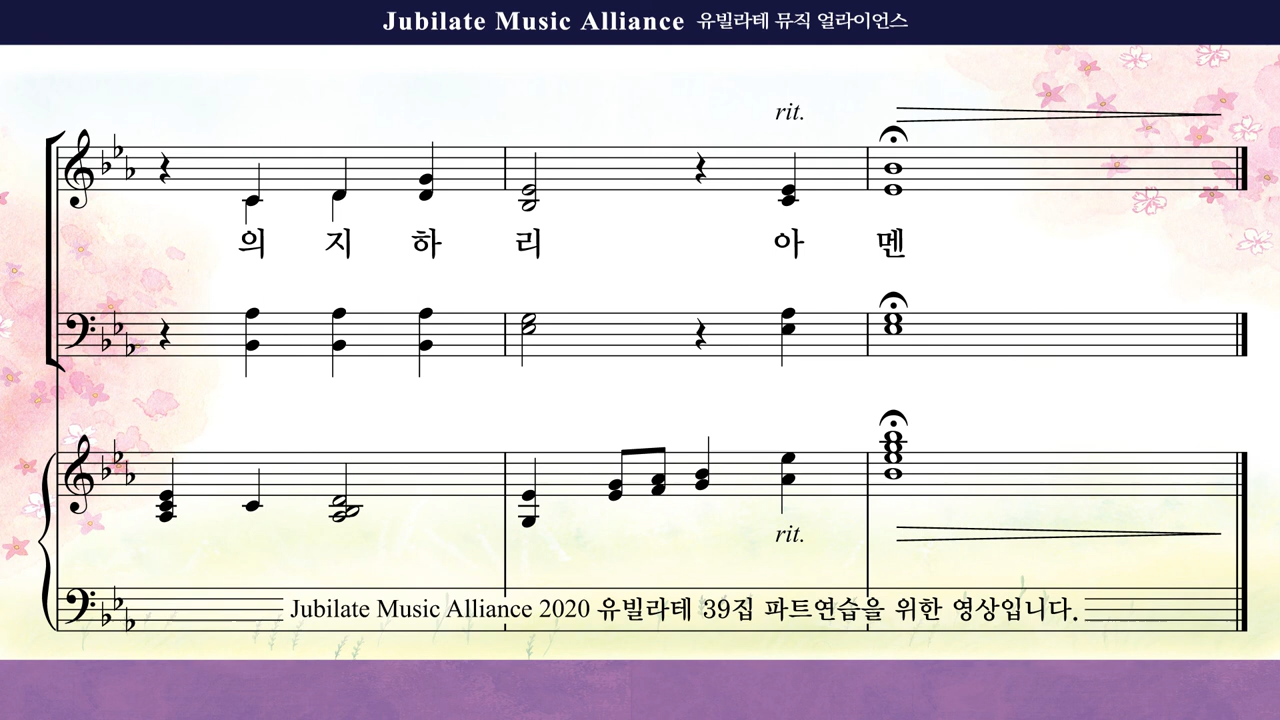 Jubilate Music Alliance 유빌라테 뮤직 얼라이언스
rit.
의 지 하 리 아 멘
rit.
Jubilate Music Alliance 2020 유빌라테 39집 파트연습을 위한 영상입니다.